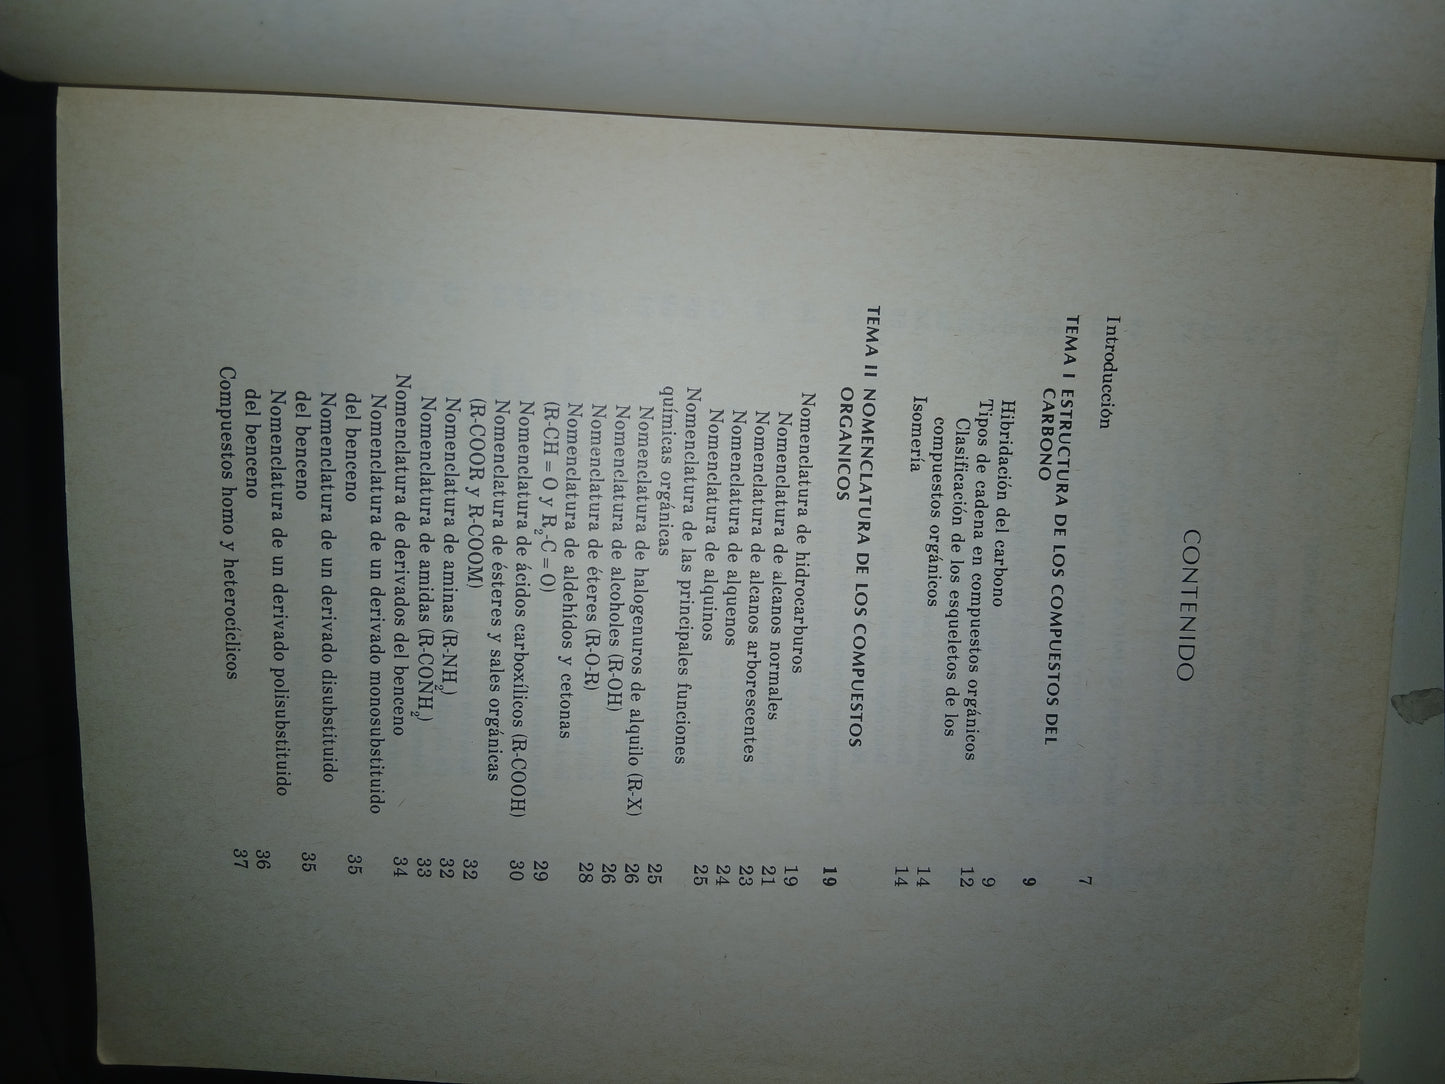 CONTENIDO
Introducción 7
TEMA I ESTRUCTURA DE LOS COMPUESTOS DEL
CARBONO 9
Hibridación del carbono 9
Tipos de cadena en compuestos orgánicos 12
Clasificación de los esqueletos de los
compuestos orgánicos 14
Isomería 14
TEMA II NOMENCLATURA DE LOS COMPUESTOS
ORGANICOS 19
Nomenclatura de hidrocarburos 19
Nomenclatura de alcanos normales 21
Nomenclatura de alcanos arborescentes 23
Nomenclatura de alquenos 24
Nomenclatura de alquinos 25
Nomenclatura de las principales funciones
químicas orgánicas 25
Nomenclatura de halogenuros de alquilo (R-X) 26
Nomenclatura de alcoholes (R-OH) 26
Nomenclatura de éteres (R-O-R) 28
Nomenclatura de aldehídos y cetonas
(R-CH = O y R₂-C = O) 29
Nomenclatura de ácidos carboxílicos (R-COOH) 30
Nomenclatura de ésteres y sales orgánicas
(R-COOR y R-COOM) 32
Nomenclatura de aminas (R-NH₂) 32
Nomenclatura de amidas (R-CONH₂) 33
Nomenclatura de derivados del benceno 34
Nomenclatura de un derivado monosubstituido
del benceno 35
Nomenclatura de un derivado disubstituido
del benceno 35
Nomenclatura de un derivado polisubstituido
del benceno 36
Compuestos homo y heterocíclicos 37